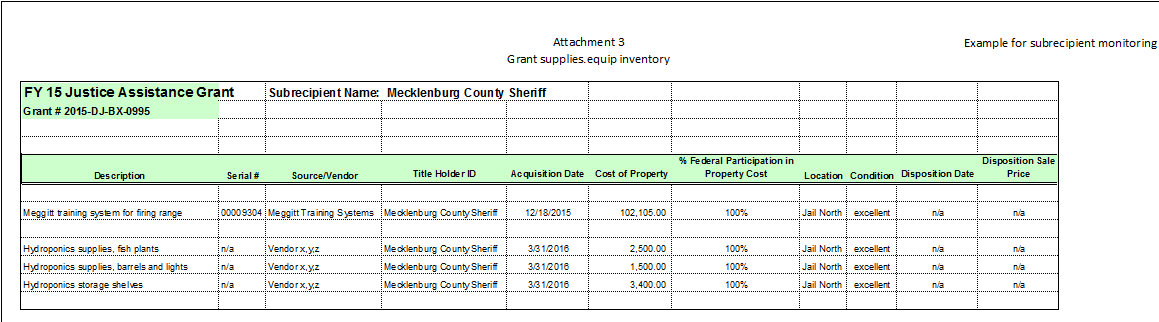 Attachment 3
Example for subrecipient monitoring
Grant supplies.equip inventory
FY 15 Justice Assistance Grant Subrecipient Name: Mecklenburg County Sheriff
Grant # 2015-DJ-BX-0995
% Federal Participation in Disposition Sale
Description Serial # Source/Vendor Title Holder ID Acquisition Date Cost of Property Property Cost Location Condition Disposition Date Price
Meggitt training system for firing range 00009304 Meggitt Training Systems Mecklenburg County Sheriff 12/18/2015 102,105.00 100% Jail North excellent n/a n/a
Hydroponics supplies, fish plants n/a Vendor x,y,z Mecklenburg County Sheriff 3/31/2016 2,500.00 100% Jail North excellent n/a n/a
Hydroponics supplies, barrels and lights n/a Vendor x,y,z Mecklenburg County Sheriff 3/31/2016 1,500.00 100% Jail North excellent n/a n/a
Hydroponics storage shelves n/a Vendor x,y,z Mecklenburg County Sheriff 3/31/2016 3,400.00 100% Jail North excellent n/a n/a